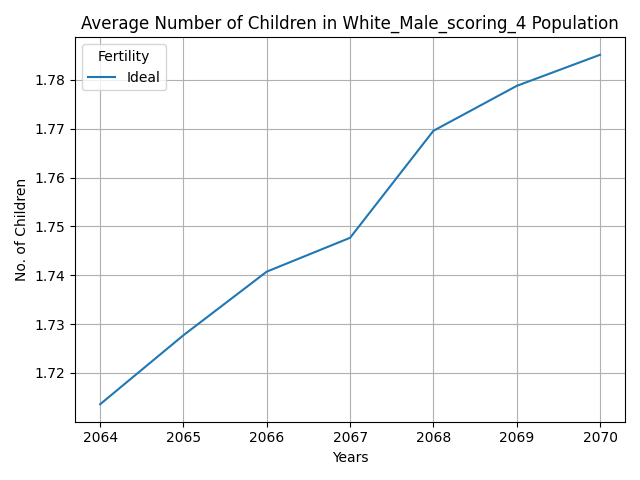 Average Number of Children in White_Male_scoring_4 Population
Fertility
Ideal
No. of Children
1.78
1.77
1.76
1.75
1.74
1.73
1.72
2064 2065 2066 2067 2068 2069 2070
Years